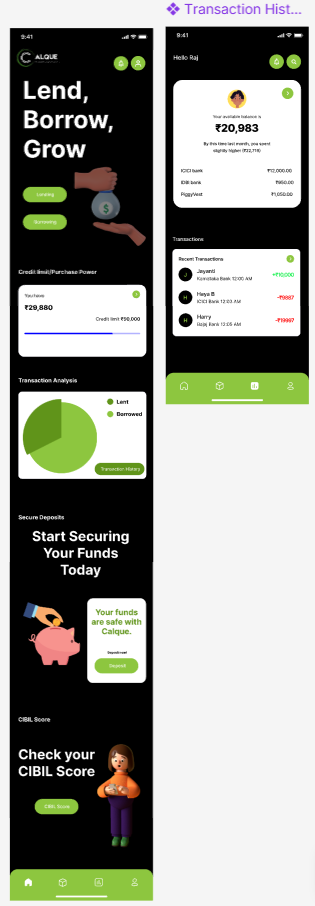 Transaction Hist...
9:41
CALQUE
Lend,
Borrow,
Grow
Lending
Borrowing
Credit limit/Purchase Power
You have
₹29,880
Credit limit ₹90,000
Transaction Analysis
Lent
Borrowed
Transaction History
Secure Deposits
Start Securing
Your Funds
Today
Your funds
are safe with
Calque.
Deposit now!
Deposit
CIBIL Score
Check your
CIBIL Score
CIBIL Score
9:41
Hello Raj
Your available balance is
₹20,983
By this time last month, you spent
slightly higher (₹22,719)
ICICI bank ₹12,000.00
IDBI bank ₹950.00
PiggyVest ₹1,050.00
Transactions
Recent Transactions
J Jayanti +₹10,000
Karnataka Bank 12:00 AM
H Heya B -₹9887
ICICI Bank 12:03 AM
H Harry -₹19997
Bajaj Bank 12:05 AM